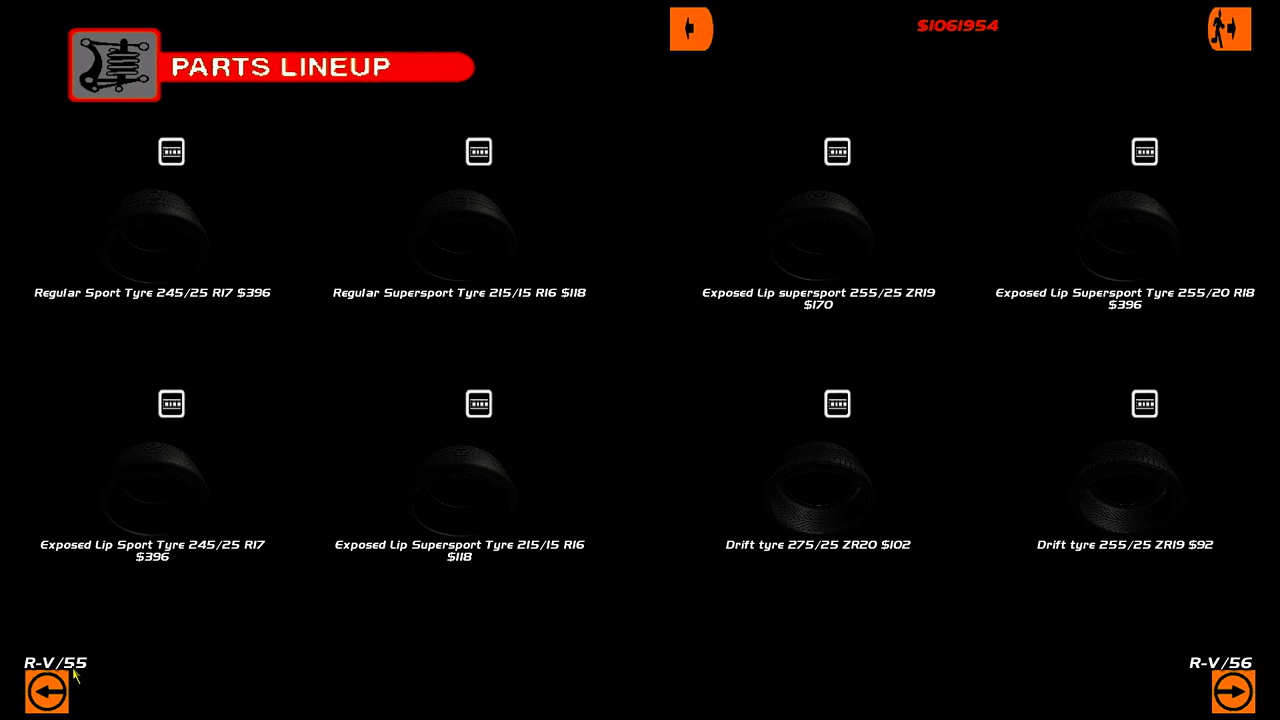 $1061954
PARTS LINEUP
Regular Sport Tyre 245/25 R17 $396
Regular Supersport Tyre 215/15 R16 $118
Exposed Lip supersport 255/25 ZR19
$170
Exposed Lip Supersport Tyre 255/20 R18
$396
Exposed Lip Sport Tyre 245/25 R17
$396
Exposed Lip Supersport Tyre 215/15 R16
$118
Drift tyre 275/25 ZR20 $102
Drift tyre 255/25 ZR19 $92
R-V/55
R-V/56